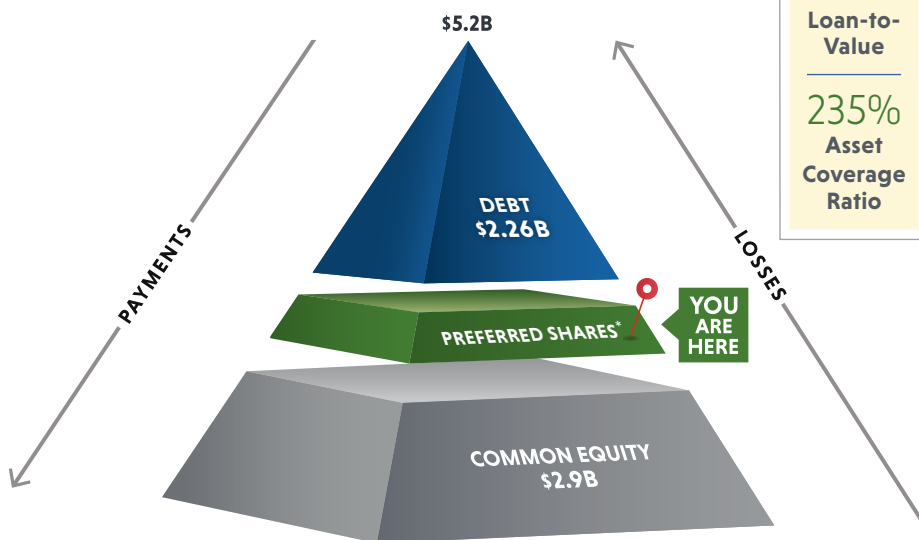 $5.2B
Loan-to-
Value
235%
Asset
Coverage
Ratio
DEBT
$2.26B
PAYMENTS
LOSSES
PREFERRED SHARES*
YOU
ARE
HERE
COMMON EQUITY
$2.9B